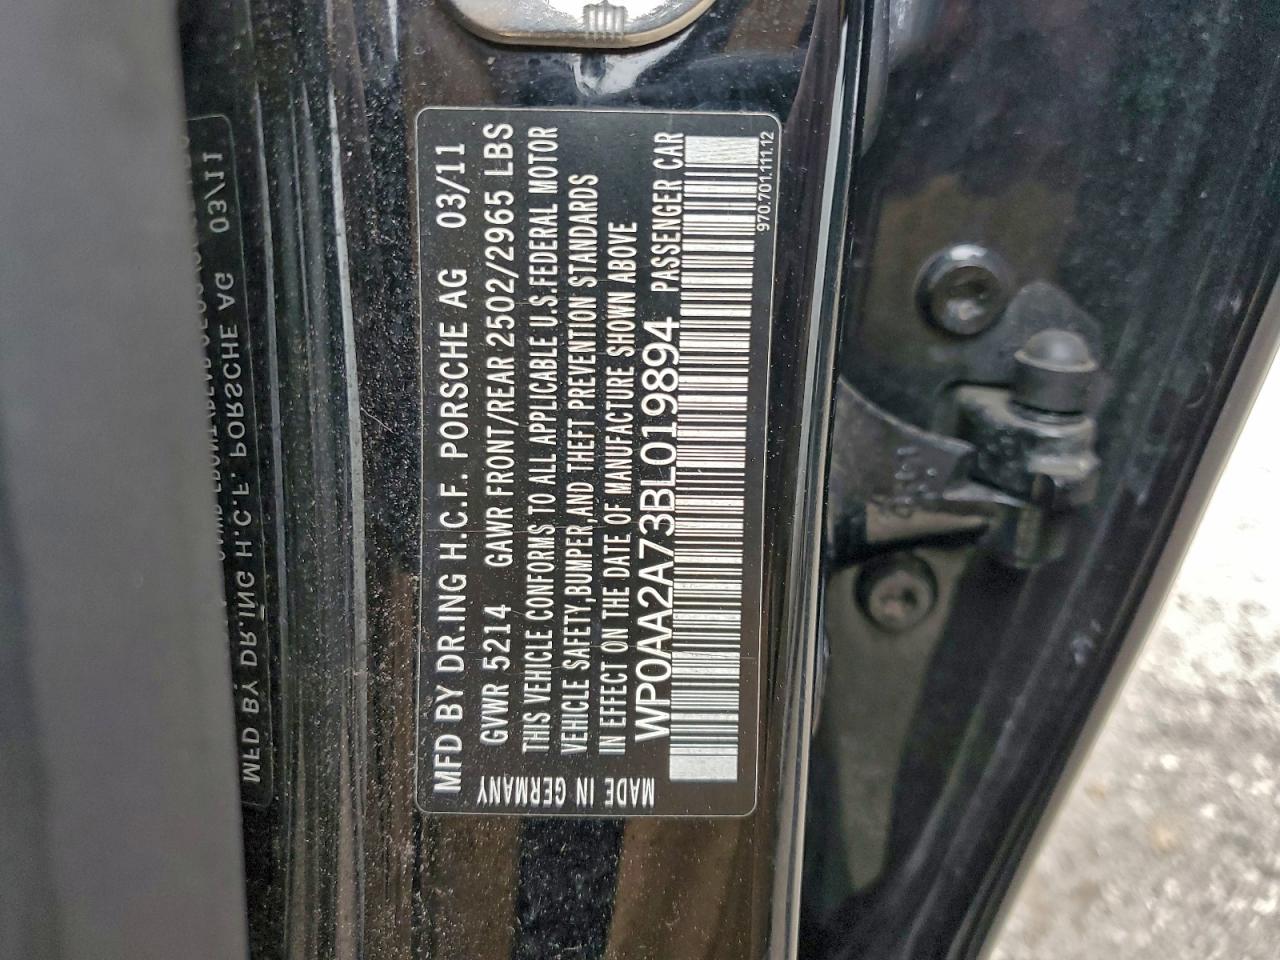 MFD BY DR.ING H.C.F. PORSCHE AG 03/11
GVWR 5214 GAWR FRONT/REAR 2502/2965 LBS
THIS VEHICLE CONFORMS TO ALL APPLICABLE U.S.FEDERAL MOTOR
VEHICLE SAFETY,BUMPER,AND THEFT PREVENTION STANDARDS
IN EFFECT ON THE DATE OF MANUFACTURE SHOWN ABOVE
WP0AA2A73BL019894 PASSENGER CAR
970.701.111.12
MADE IN GERMANY
MFD BY DR.ING H.C.F. PORSCHE AG 03/11